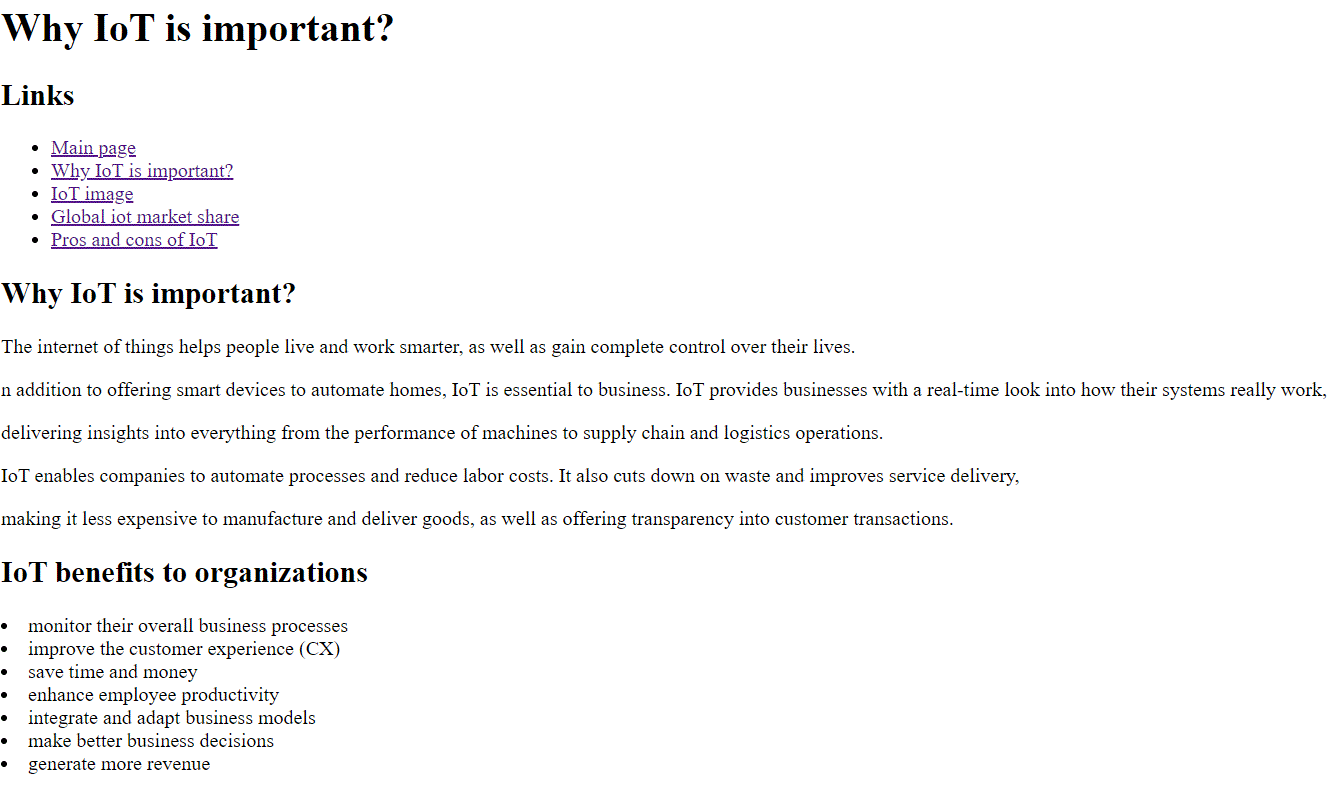 Why IoT is important?
Links
Main page
Why IoT is important?
IoT image
Global iot market share
Pros and cons of IoT
Why IoT is important?
The internet of things helps people live and work smarter, as well as gain complete control over their lives.
n addition to offering smart devices to automate homes, IoT is essential to business. IoT provides businesses with a real-time look into how their systems really work,
delivering insights into everything from the performance of machines to supply chain and logistics operations.
IoT enables companies to automate processes and reduce labor costs. It also cuts down on waste and improves service delivery,
making it less expensive to manufacture and deliver goods, as well as offering transparency into customer transactions.
IoT benefits to organizations
monitor their overall business processes
improve the customer experience (CX)
save time and money
enhance employee productivity
integrate and adapt business models
make better business decisions
generate more revenue